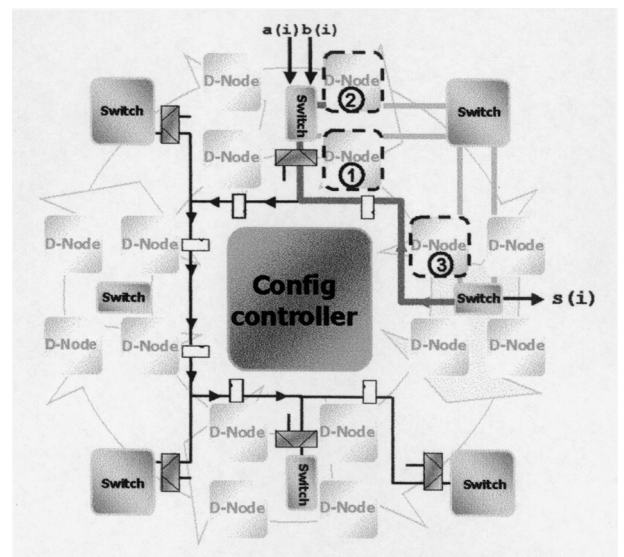 a(i) b(i)
D-Node
D-Node
2
Switch
Switch
Switch
D-Node
D-Node
1
D-Node
D-Node
D-Node
D-Node
3
Config
controller
Switch
Switch
s(i)
D-Node
D-Node
D-Node
D-Node
D-Node
D-Node
Switch
Switch
Switch
D-Node
D-Node